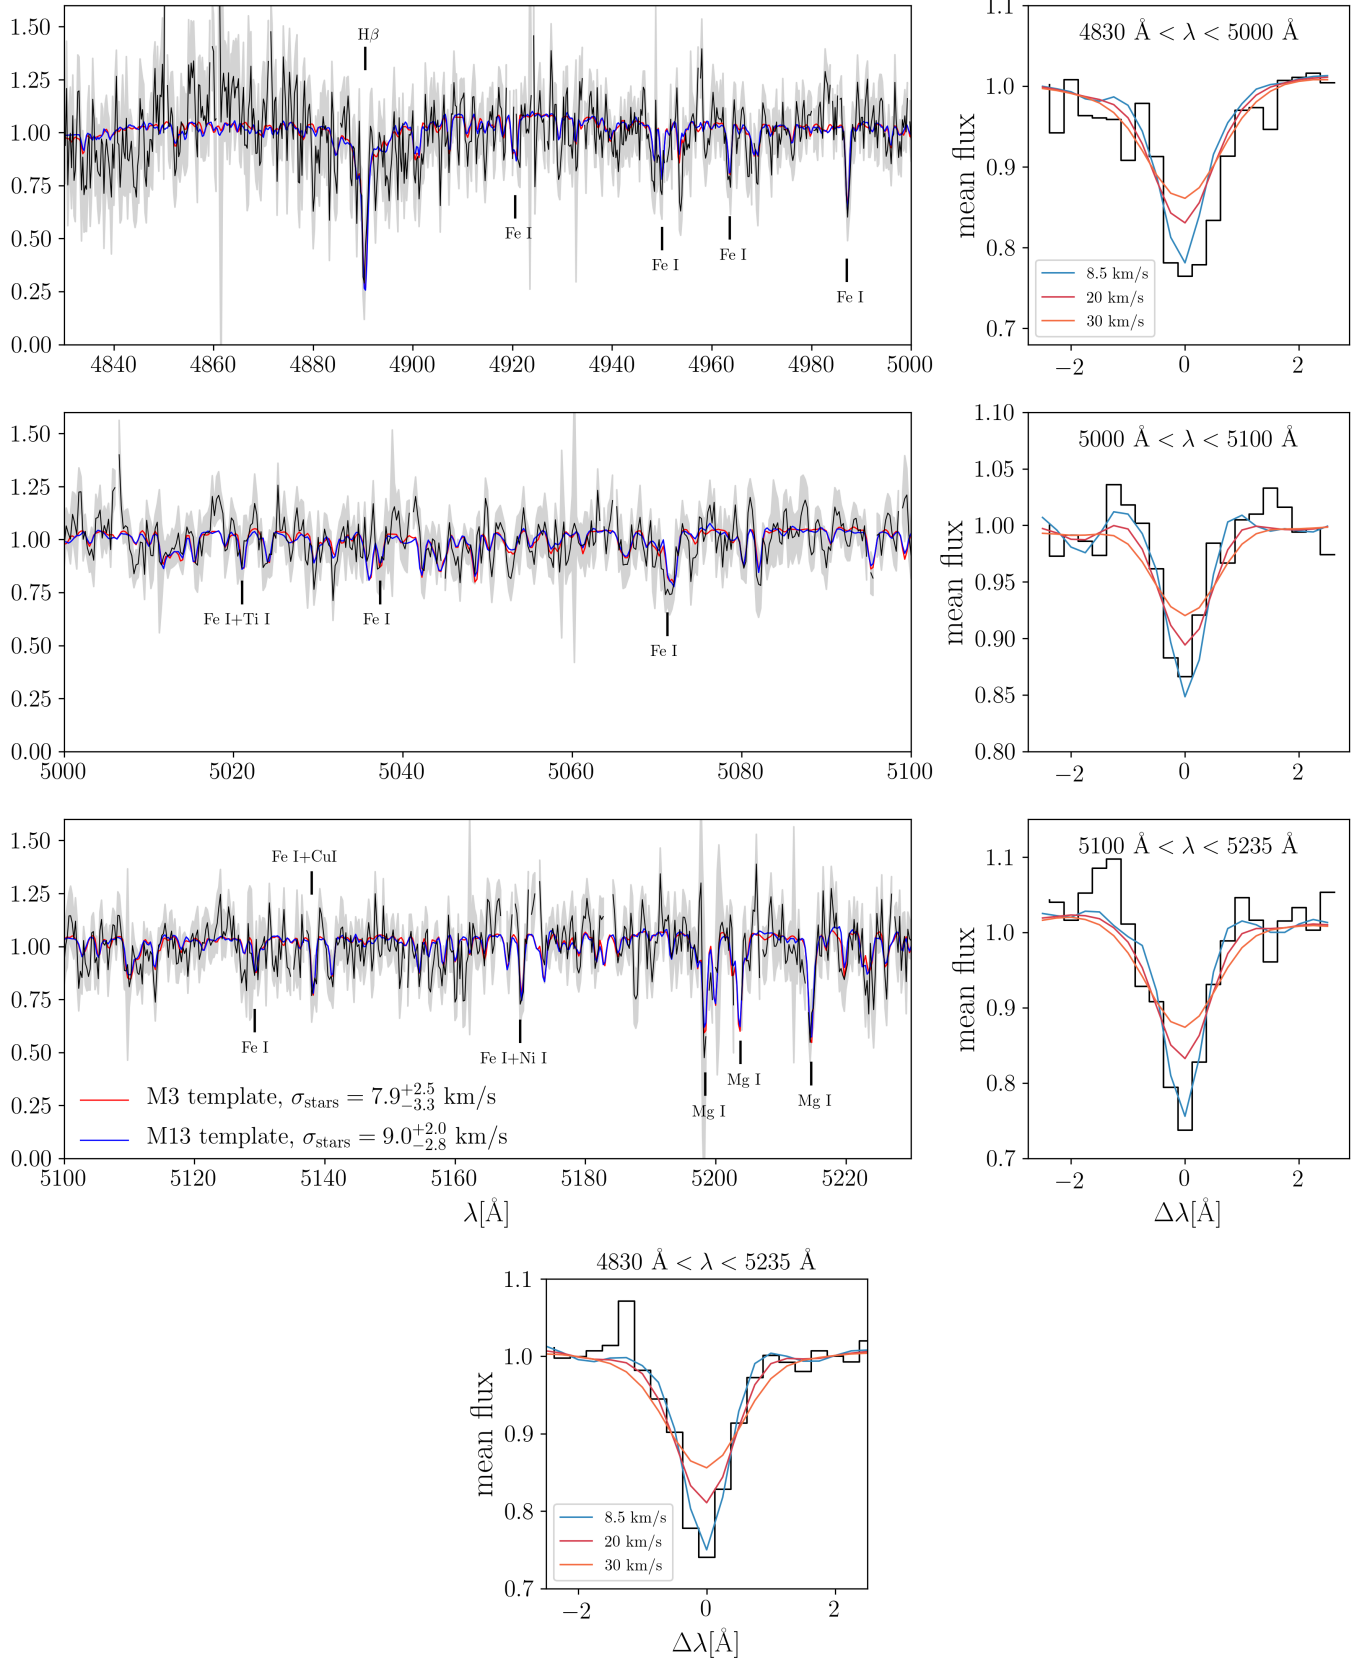 1.50
1.25
1.00
0.75
0.50
0.25
0.00
Hβ
Fe I
Fe I
Fe I
Fe I
4840 4860 4880 4900 4920 4940 4960 4980 5000
1.1
1.0
0.9
0.8
0.7
mean flux
4830 Å < λ < 5000 Å
8.5 km/s
20 km/s
30 km/s
−2 0 2
1.50
1.25
1.00
0.75
0.50
0.25
0.00
Fe I+Ti I
Fe I
Fe I
5000 5020 5040 5060 5080 5100
1.10
1.05
1.00
0.95
0.90
0.85
0.80
mean flux
5000 Å < λ < 5100 Å
−2 0 2
1.50
1.25
1.00
0.75
0.50
0.25
0.00
Fe I+CuI
Fe I
Fe I+Ni I
Mg I
Mg I
Mg I
M3 template, σstars = 7.9+2.5−3.3 km/s
M13 template, σstars = 9.0+2.0−2.8 km/s
5100 5120 5140 5160 5180 5200 5220
λ[Å]
1.1
1.0
0.9
0.8
0.7
mean flux
5100 Å < λ < 5235 Å
−2 0 2
Δλ[Å]
4830 Å < λ < 5235 Å
1.1
1.0
0.9
0.8
0.7
mean flux
8.5 km/s
20 km/s
30 km/s
−2 0 2
Δλ[Å]